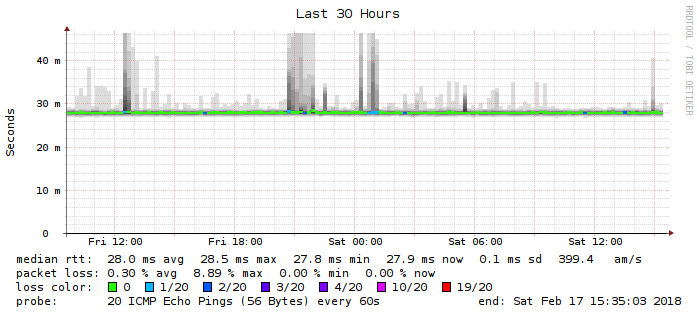 Last 30 Hours
RRDTOOL / TOBI OETIKER
Seconds
40 m
30 m
20 m
10 m
0
Fri 12:00 Fri 18:00 Sat 00:00 Sat 06:00 Sat 12:00
median rtt: 28.0 ms avg 28.5 ms max 27.8 ms min 27.9 ms now 0.1 ms sd 399.4 am/s
packet loss: 0.30 % avg 8.89 % max 0.00 % min 0.00 % now
loss color: 0 1/20 2/20 3/20 4/20 10/20 19/20
probe: 20 ICMP Echo Pings (56 Bytes) every 60s end: Sat Feb 17 15:35:03 2018